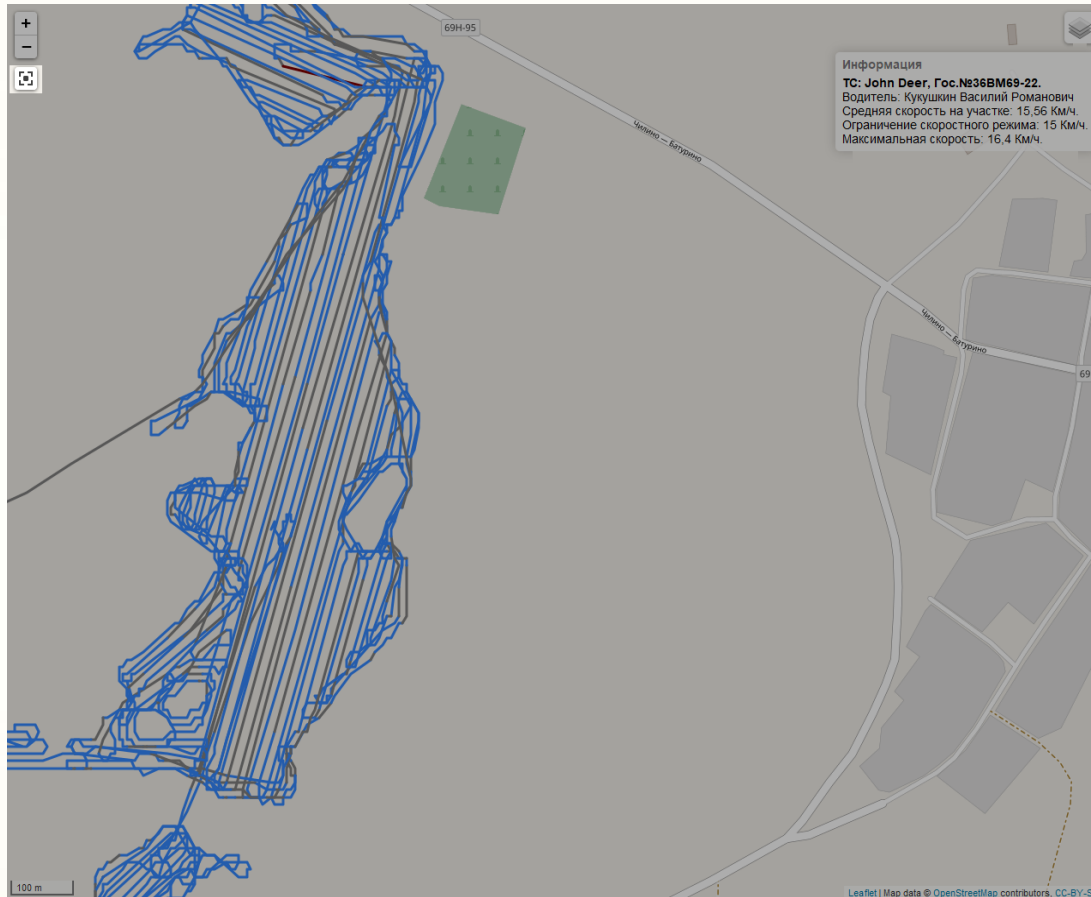 +
−
69Н-95
Информация
ТС: John Deer, Гос.№36ВМ69-22.
Водитель: Кукушкин Василий Романович
Средняя скорость на участке: 15,56 Км/ч.
Ограничение скоростного режима: 15 Км/ч.
Максимальная скорость: 16,4 Км/ч.
Чилино — Батурино
Чилино — Батурино
69
100 m
Leaflet | Map data © OpenStreetMap contributors, CC-BY-S